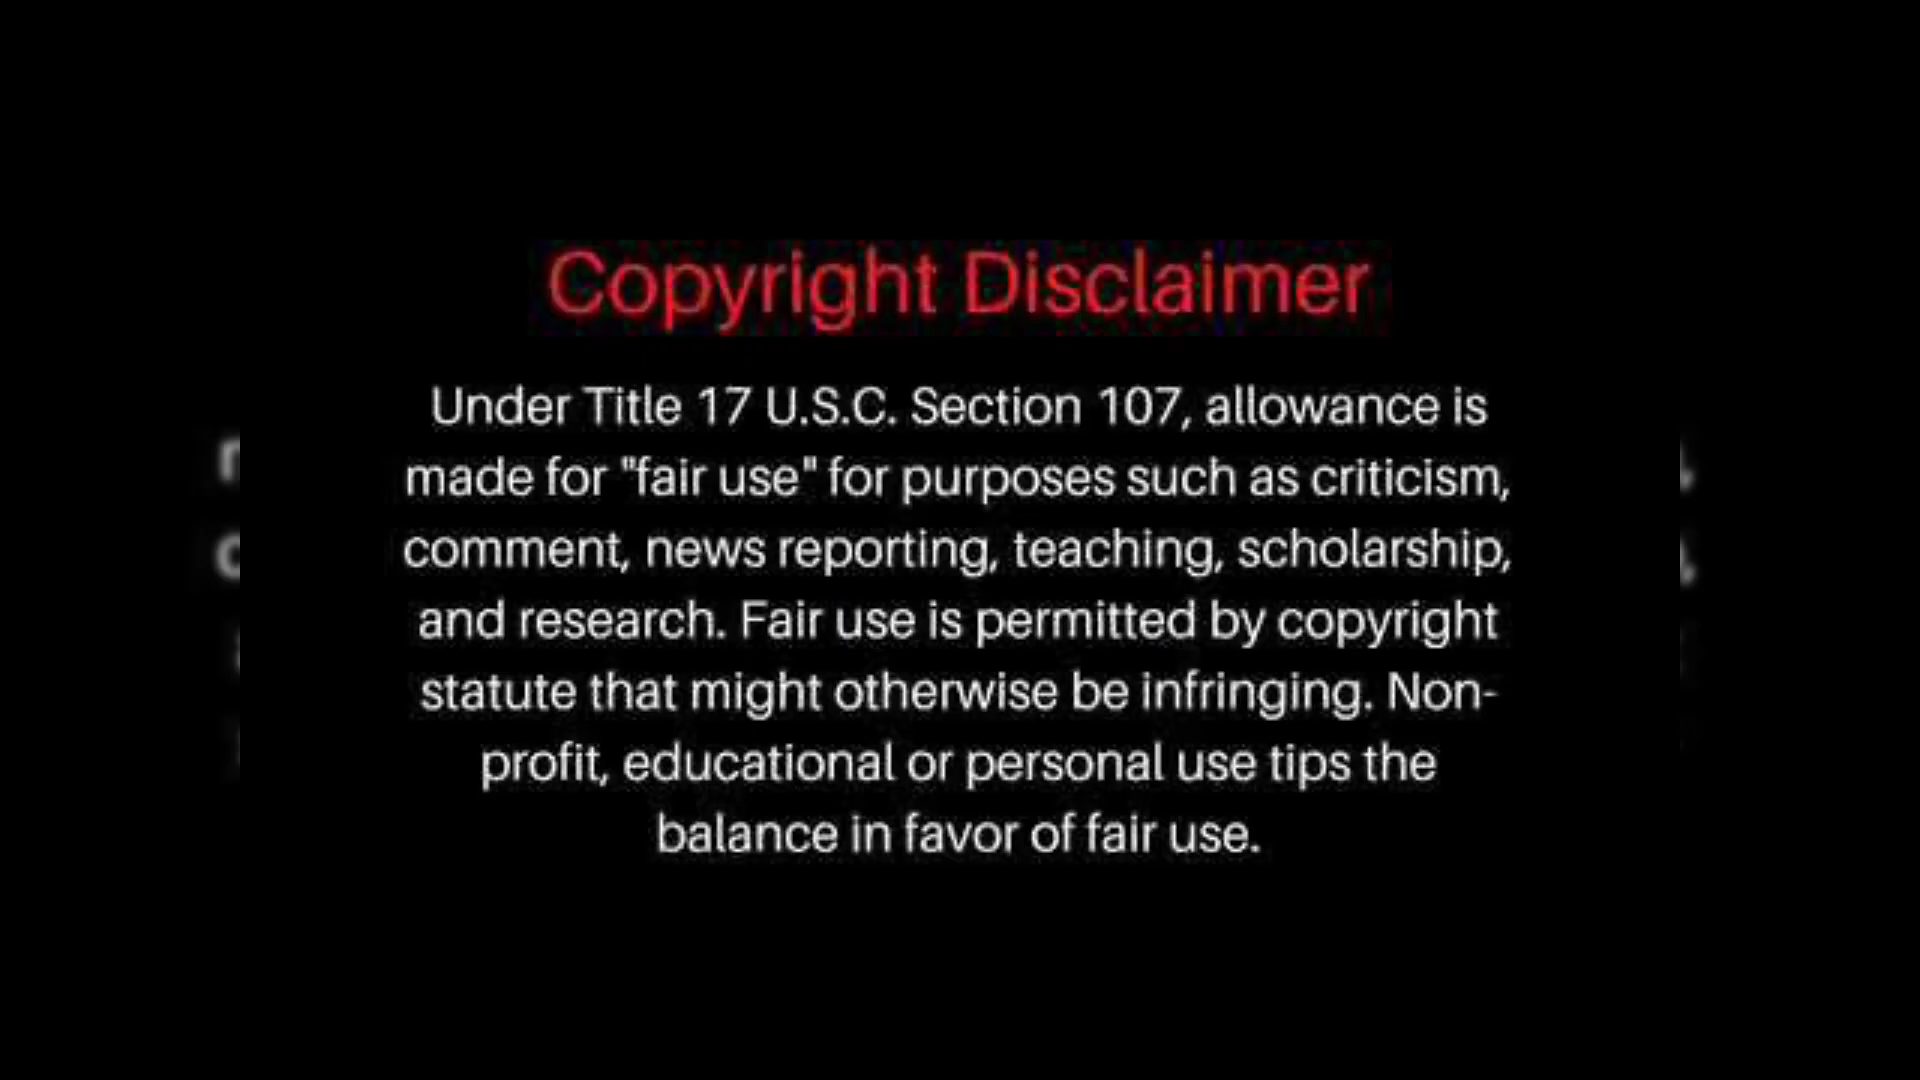 Copyright Disclaimer
Under Title 17 U.S.C. Section 107, allowance is
made for "fair use" for purposes such as criticism,
comment, news reporting, teaching, scholarship,
and research. Fair use is permitted by copyright
statute that might otherwise be infringing. Non-
profit, educational or personal use tips the
balance in favor of fair use.